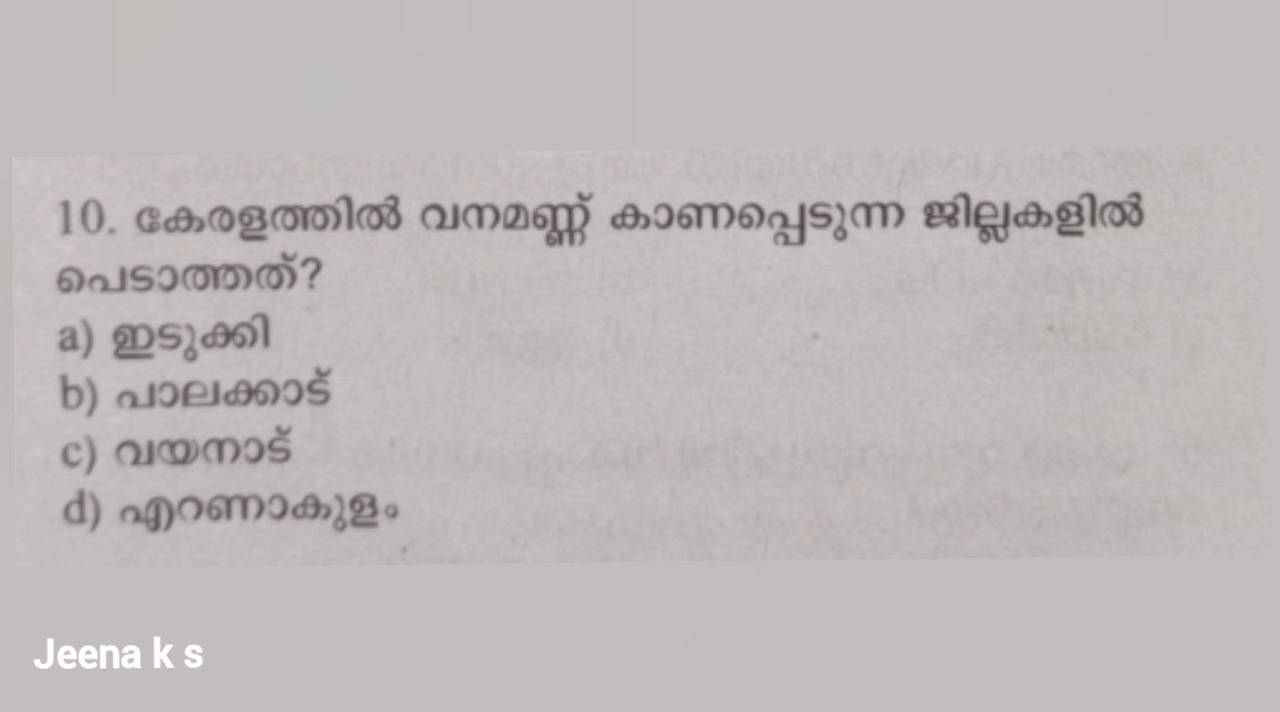 10. കേരളത്തിൽ വനമണ്ണ് കാണപ്പെടുന്ന ജില്ലകളിൽ
പെടാത്തത്?
a) ഇടുക്കി
b) പാലക്കാട്
c) വയനാട്
d) എറണാകുളം
Jeena k s